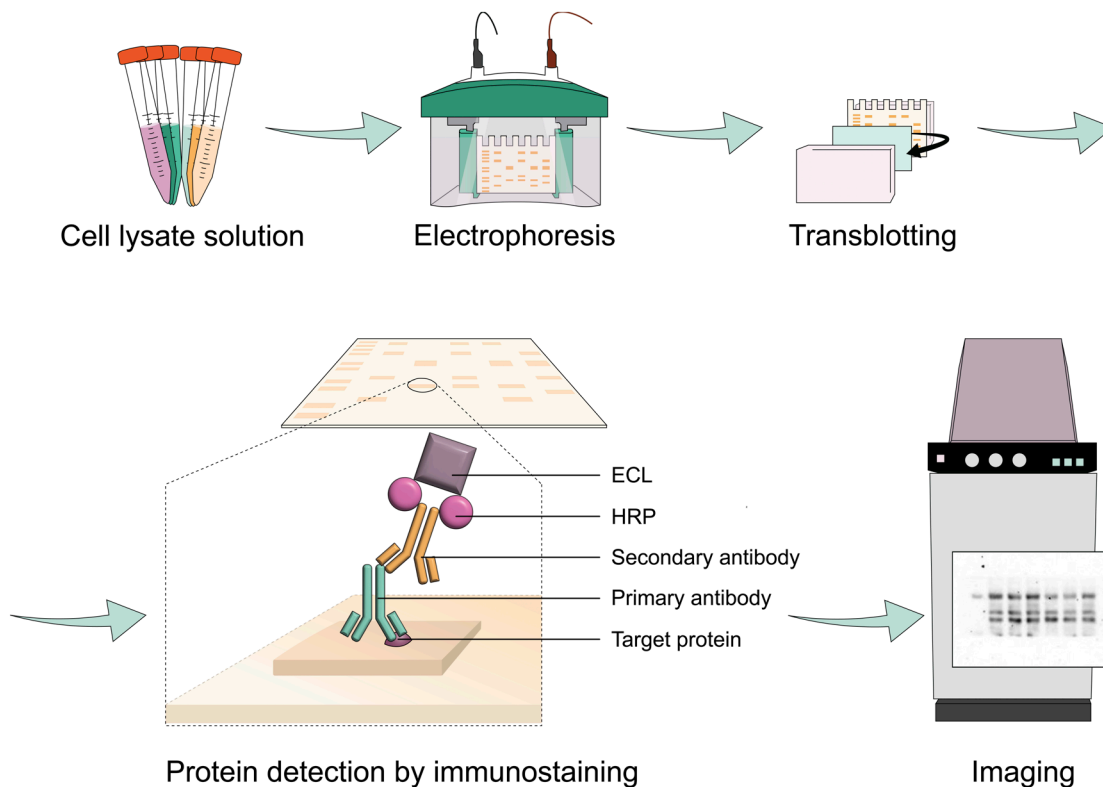 Cell lysate solution
Electrophoresis
Transblotting
ECL
HRP
Secondary antibody
Primary antibody
Target protein
Protein detection by immunostaining
Imaging